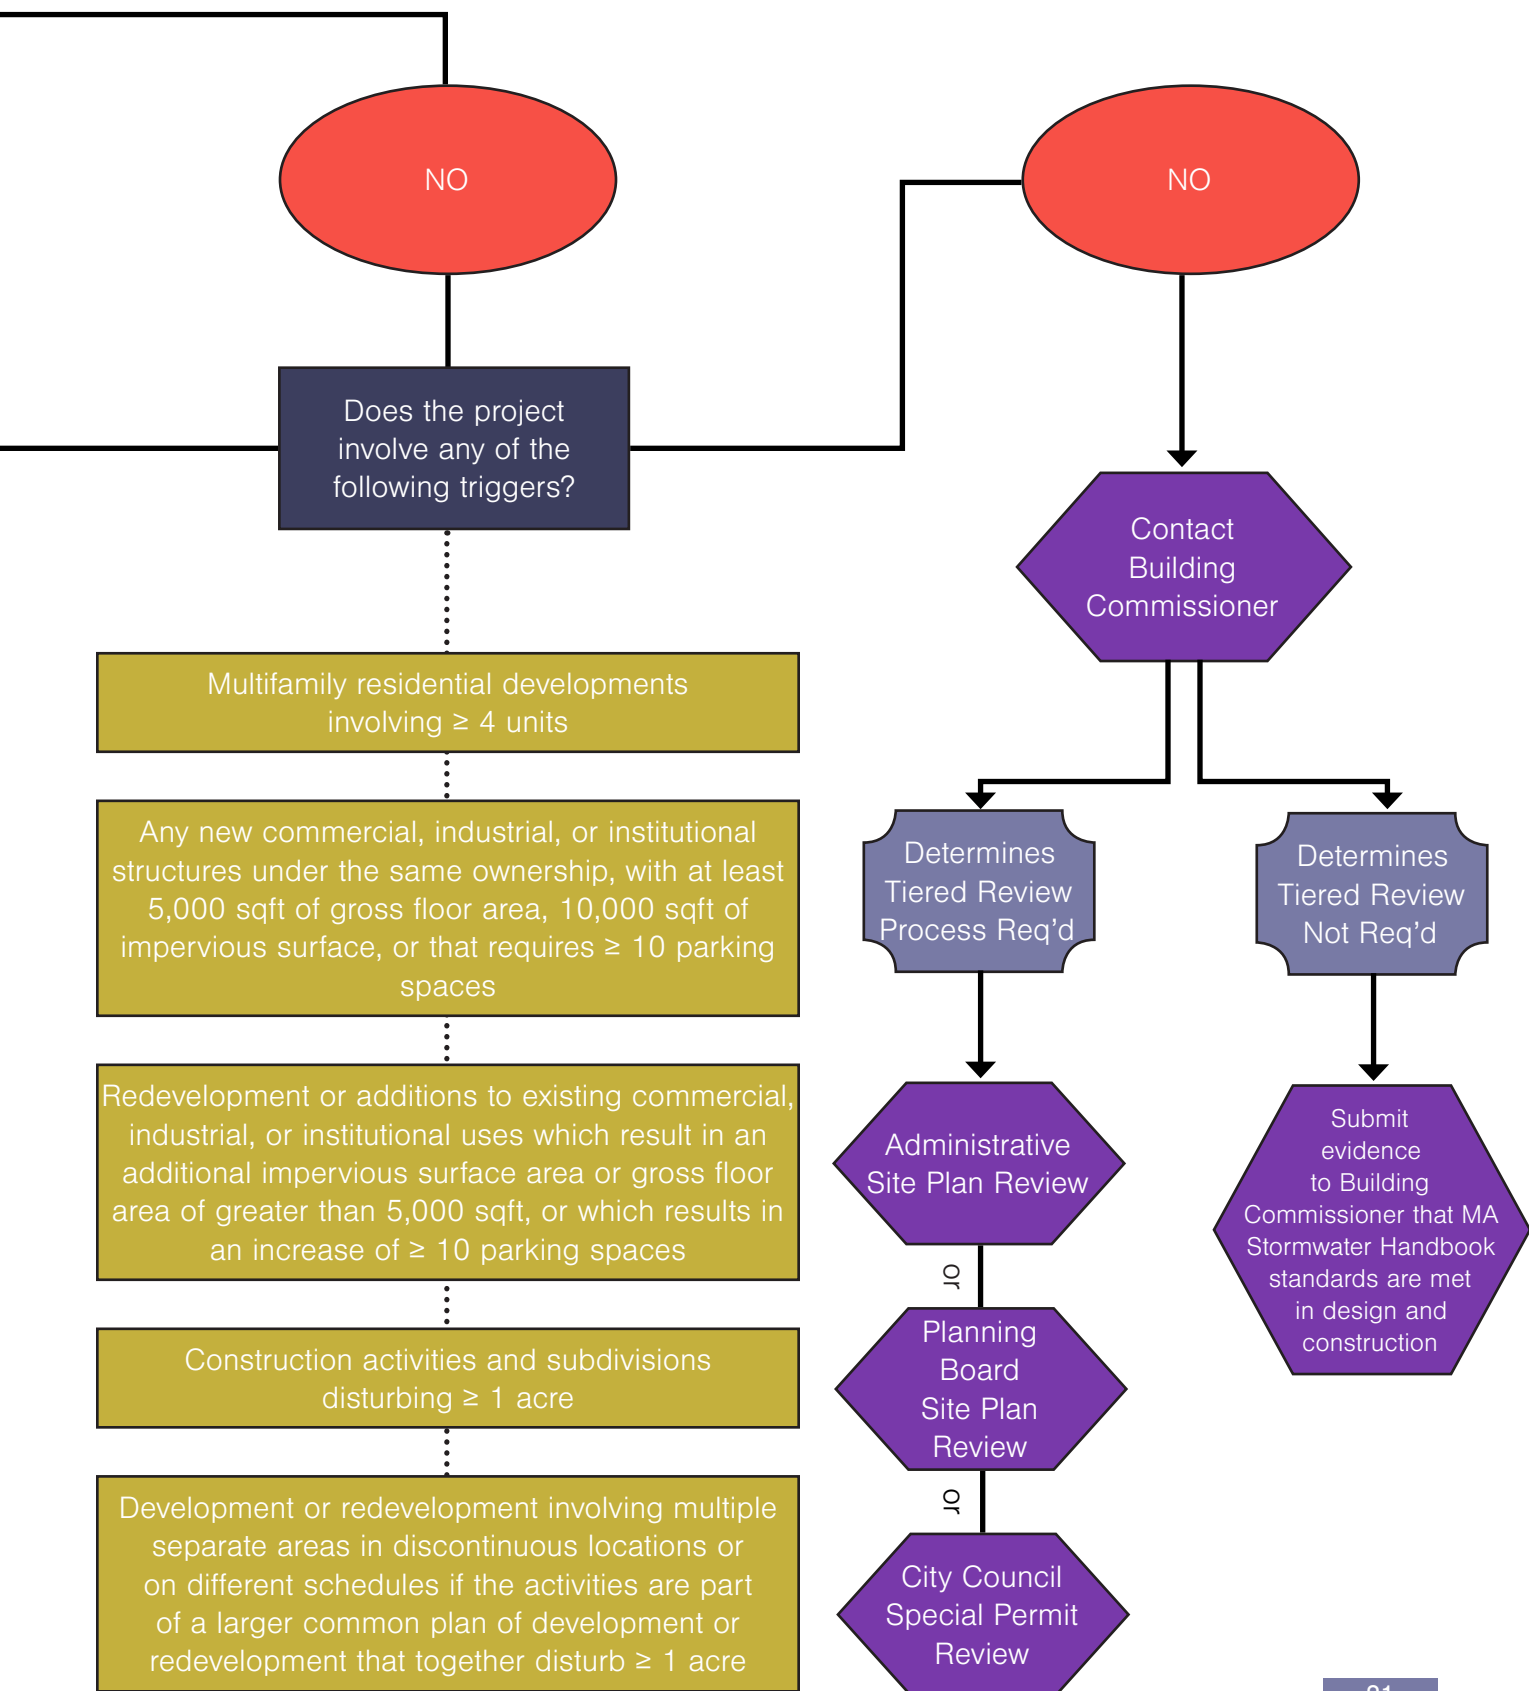 NO
NO
Does the project
involve any of the
following triggers?
Contact
Building
Commissioner
Multifamily residential developments
involving ≥ 4 units
Any new commercial, industrial, or institutional
structures under the same ownership, with at least
5,000 sqft of gross floor area, 10,000 sqft of
impervious surface, or that requires ≥ 10 parking
spaces
Redevelopment or additions to existing commercial,
industrial, or institutional uses which result in an
additional impervious surface area or gross floor
area of greater than 5,000 sqft, or which results in
an increase of ≥ 10 parking spaces
Construction activities and subdivisions
disturbing ≥ 1 acre
Development or redevelopment involving multiple
separate areas in discontinuous locations or
on different schedules if the activities are part
of a larger common plan of development or
redevelopment that together disturb ≥ 1 acre
Determines
Tiered Review
Process Req’d
Determines
Tiered Review
Not Req’d
Administrative
Site Plan Review
or
Planning
Board
Site Plan
Review
or
City Council
Special Permit
Review
Submit
evidence
to Building
Commissioner that MA
Stormwater Handbook
standards are met
in design and
construction